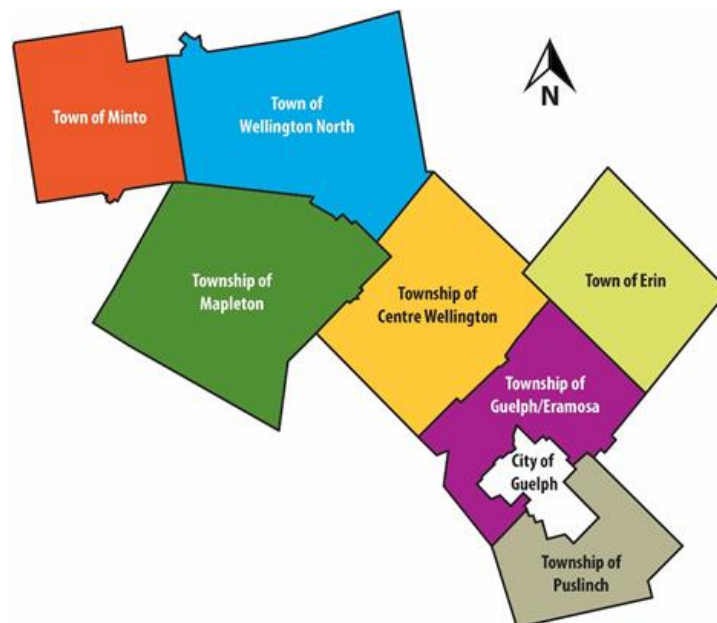 Town of Minto
Town of
Wellington North
N
Township of
Mapleton
Township of
Centre Wellington
Town of Erin
Township of
Guelph/Eramosa
City of
Guelph
Township of
Puslinch